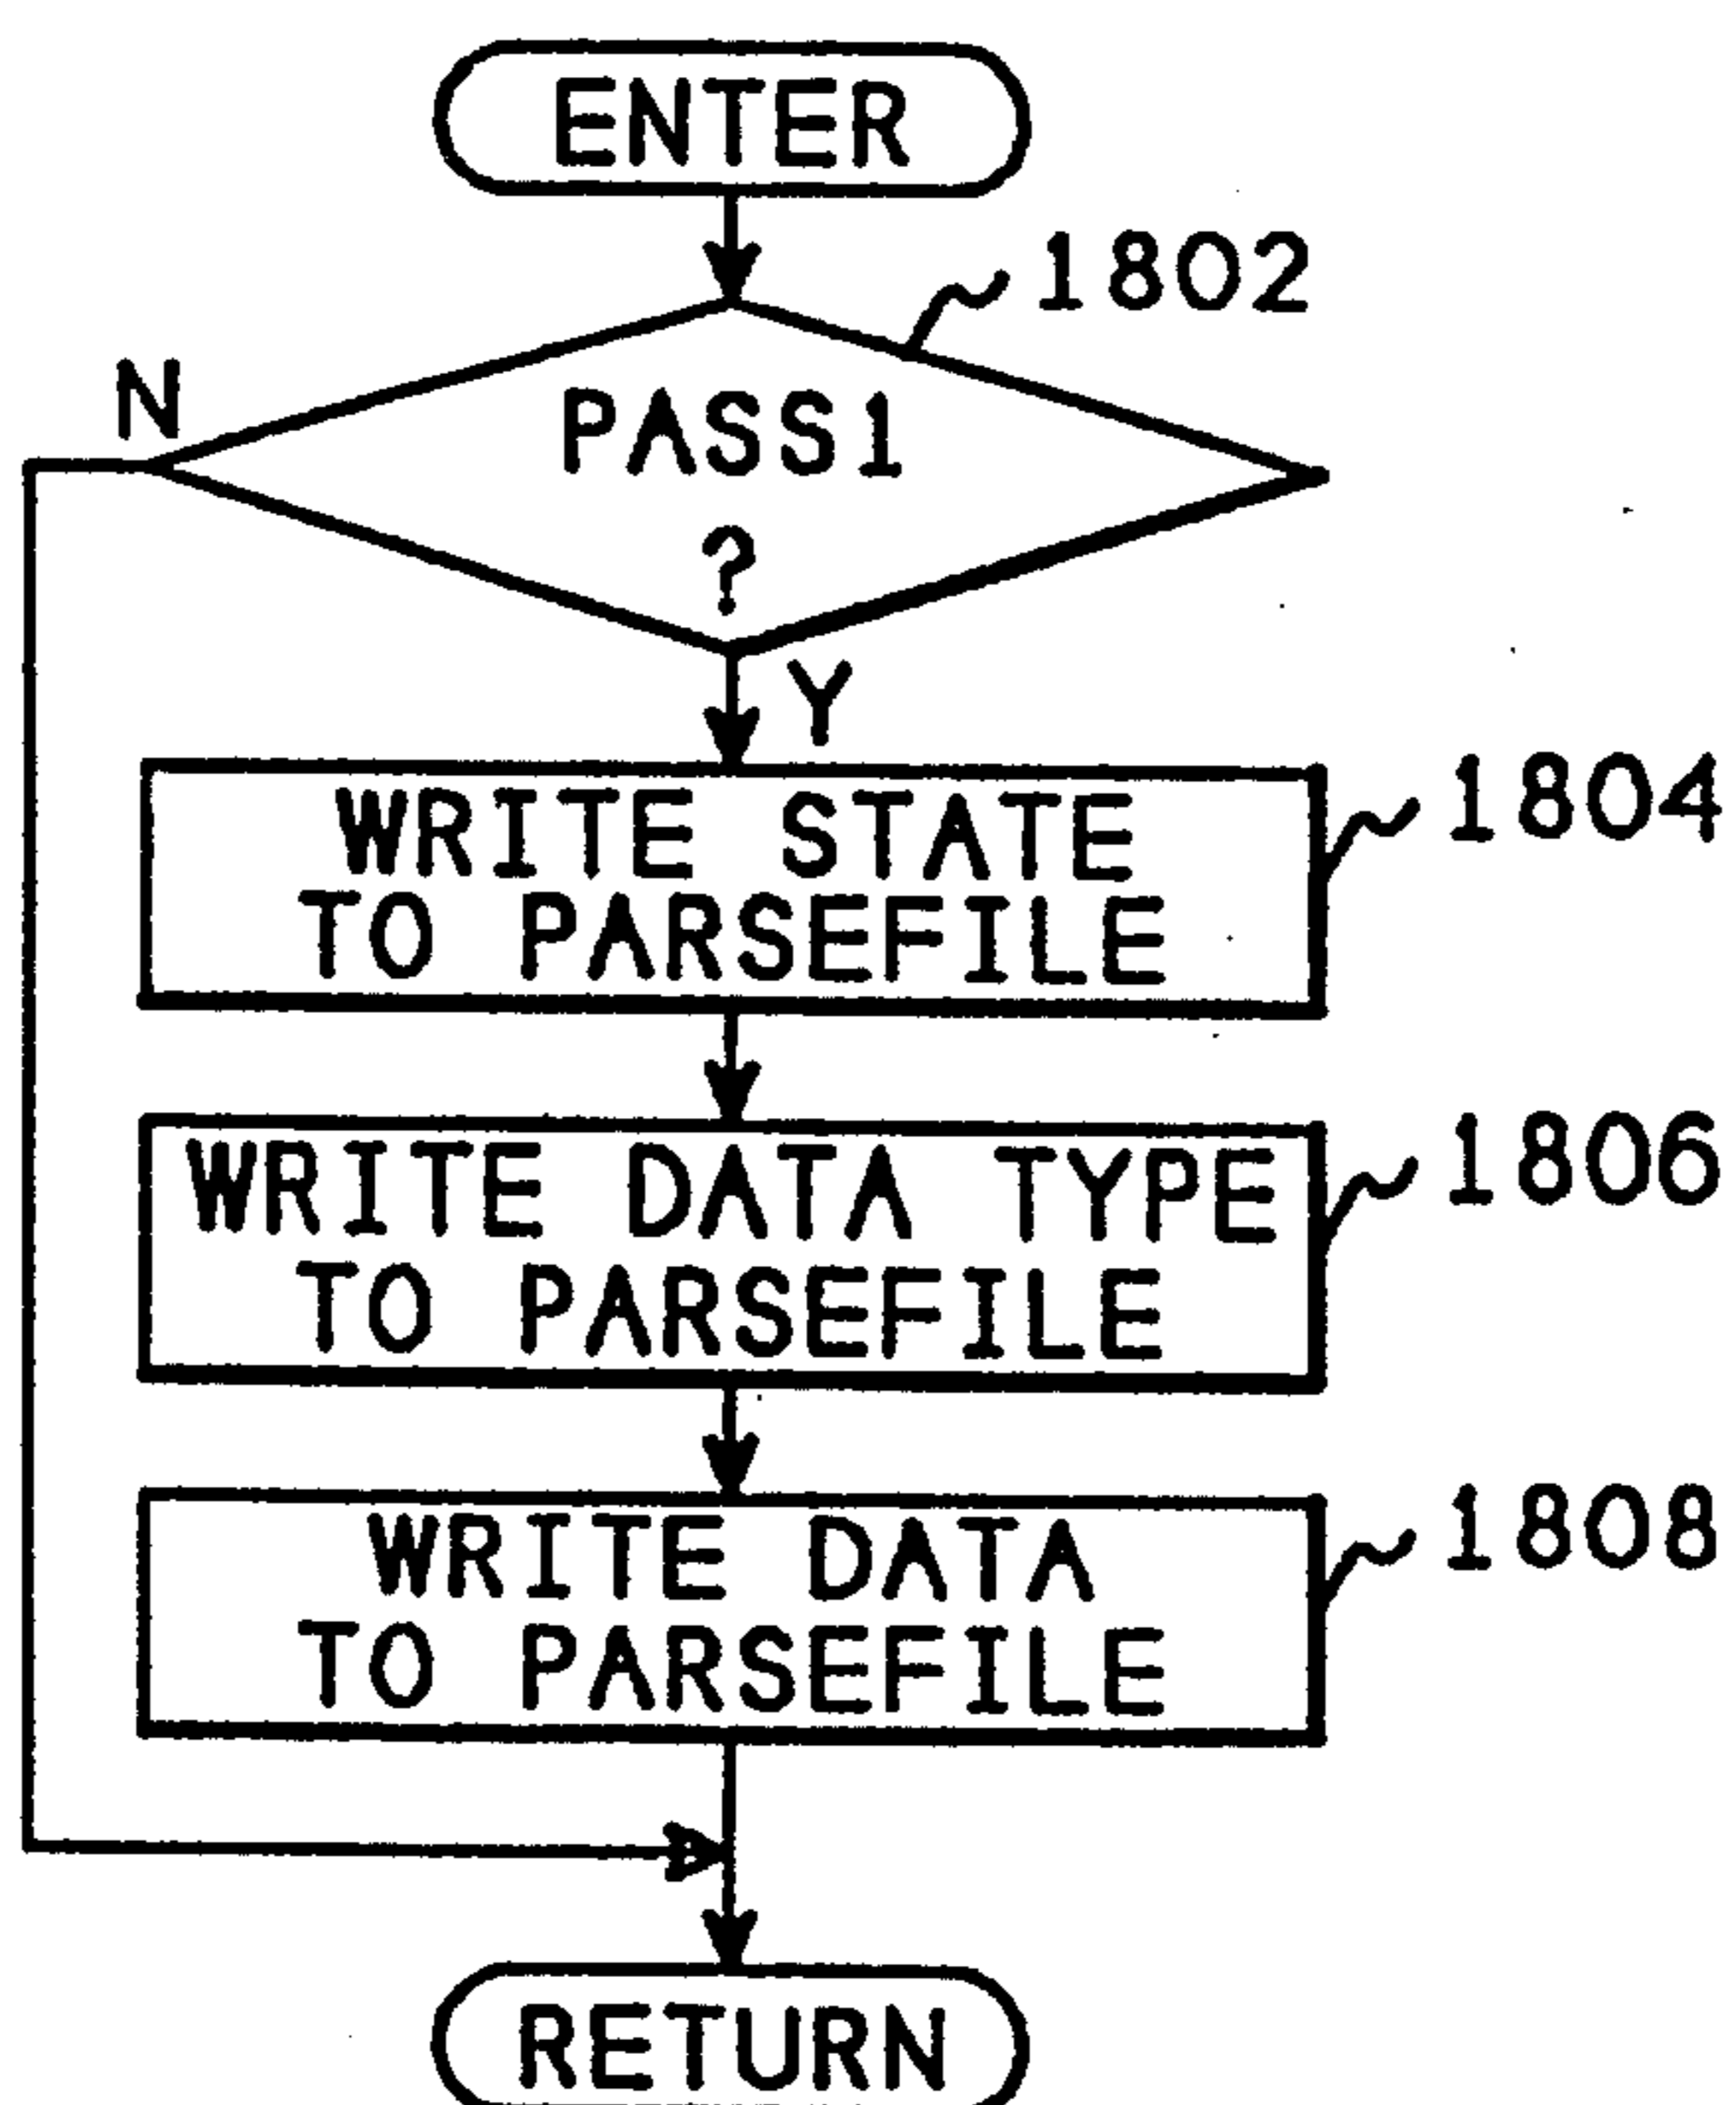 ENTER
1802
N
PASS1
?
Y
WRITE STATE
TO PARSEFILE
1804
WRITE DATA TYPE
TO PARSEFILE
1806
WRITE DATA
TO PARSEFILE
1808
RETURN